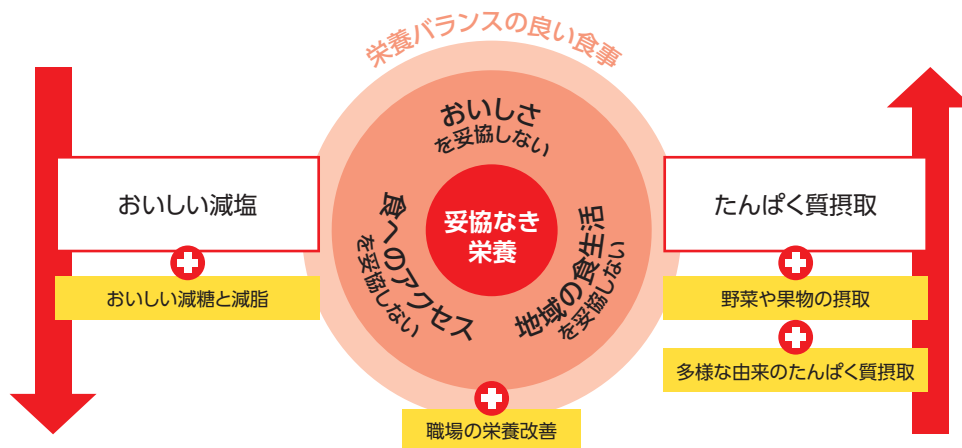 栄養バランスの良い食事
おいしさ
を妥協しない
食へのアクセス
を妥協しない
地域の食生活
を妥協しない
妥協なき
栄養
おいしい減塩
おいしい減糖と減脂
たんぱく質摂取
野菜や果物の摂取
多様な由来のたんぱく質摂取
職場の栄養改善